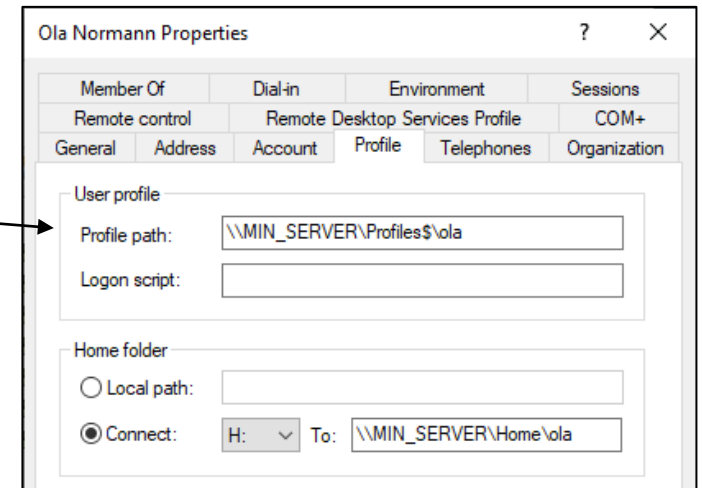 Ola Normann Properties ? ×
Member Of Dial-in Environment Sessions
Remote control Remote Desktop Services Profile COM+
General Address Account Profile Telephones Organization
User profile
Profile path: \\MIN_SERVER\Profiles$\ola
Logon script:
Home folder
Local path:
Connect: H: To: \\MIN_SERVER\Home\ola